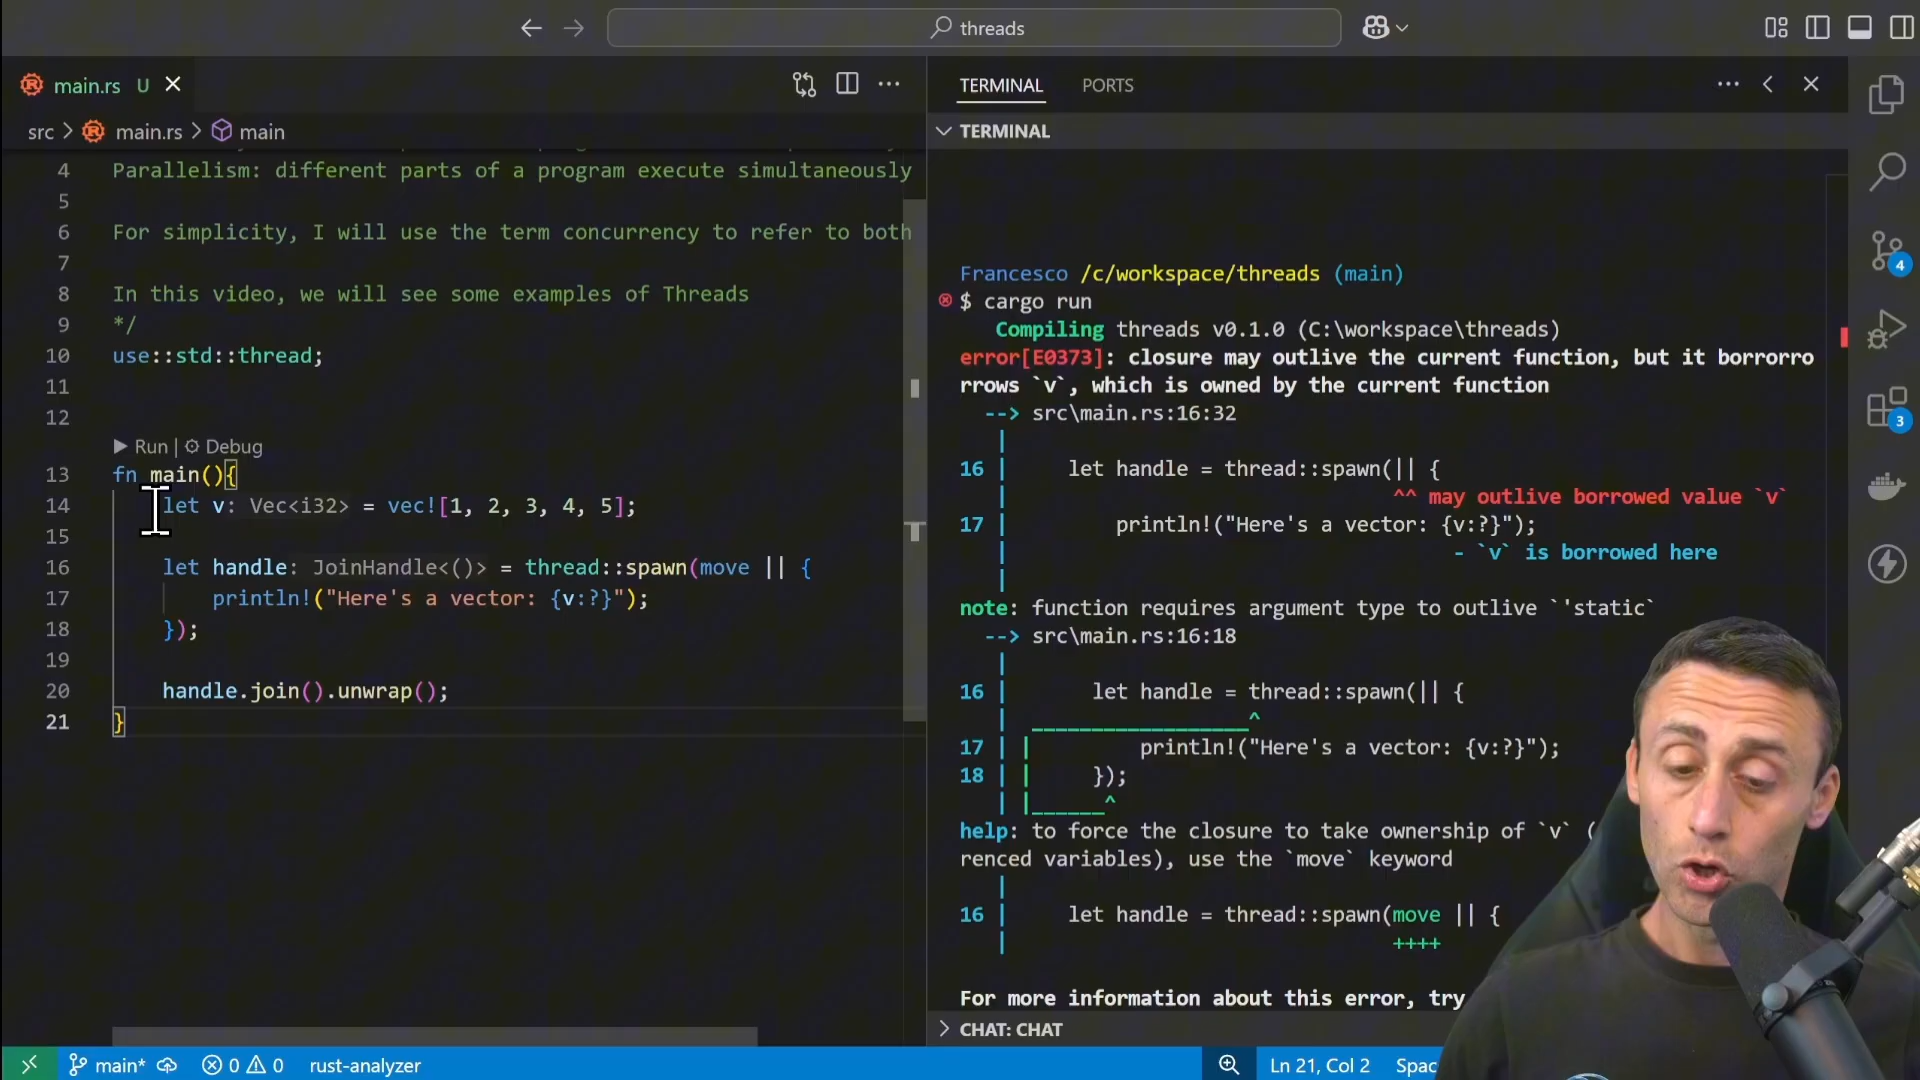 threads
main.rs U
TERMINAL PORTS
src > main.rs > main
TERMINAL
4 Parallelism: different parts of a program execute simultaneously
5
6 For simplicity, I will use the term concurrency to refer to both
7
8 In this video, we will see some examples of Threads
9 */
10 use::std::thread;
11
12
Run | Debug
13 fn main(){
14 let v: Vec<i32> = vec![1, 2, 3, 4, 5];
15
16 let handle: JoinHandle<()> = thread::spawn(move || {
17 println!("Here's a vector: {v:?}");
18 });
19
20 handle.join().unwrap();
21 }
Francesco /c/workspace/threads (main)
$ cargo run
Compiling threads v0.1.0 (C:\workspace\threads)
error[E0373]: closure may outlive the current function, but it borrorro
rrows `v`, which is owned by the current function
--> src\main.rs:16:32
|
16 | let handle = thread::spawn(|| {
| ^^ may outlive borrowed value `v`
17 | println!("Here's a vector: {v:?}");
| - `v` is borrowed here
|
note: function requires argument type to outlive `'static`
--> src\main.rs:16:18
|
16 | let handle = thread::spawn(|| {
| __________________^
17 | | println!("Here's a vector: {v:?}");
18 | | });
| |______^
help: to force the closure to take ownership of `v` (
renced variables), use the `move` keyword
|
16 | let handle = thread::spawn(move || {
| ++++
For more information about this error, try
CHAT: CHAT
4
3
main* 0 0 rust-analyzer
Ln 21, Col 2 Spac